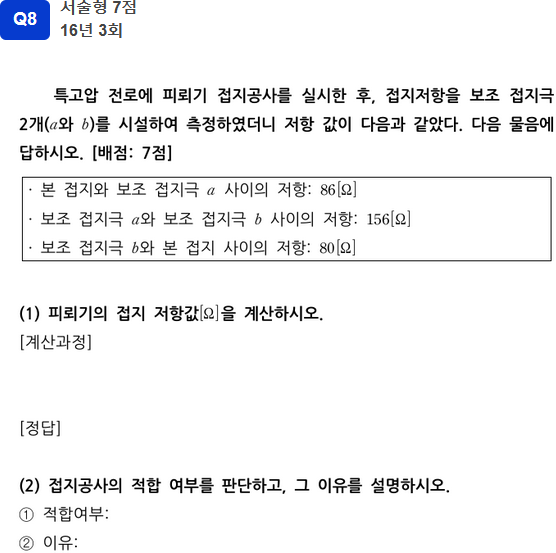 Q8
서술형 7점
16년 3회
특고압 전로에 피뢰기 접지공사를 실시한 후, 접지저항을 보조 접지극
2개(a와 b)를 시설하여 측정하였더니 저항 값이 다음과 같았다. 다음 물음에
답하시오. [배점: 7점]
· 본 접지와 보조 접지극 a 사이의 저항: 86[Ω]
· 보조 접지극 a와 보조 접지극 b 사이의 저항: 156[Ω]
· 보조 접지극 b와 본 접지 사이의 저항: 80[Ω]
(1) 피뢰기의 접지 저항값[Ω]을 계산하시오.
[계산과정]
[정답]
(2) 접지공사의 적합 여부를 판단하고, 그 이유를 설명하시오.
① 적합여부:
② 이유: